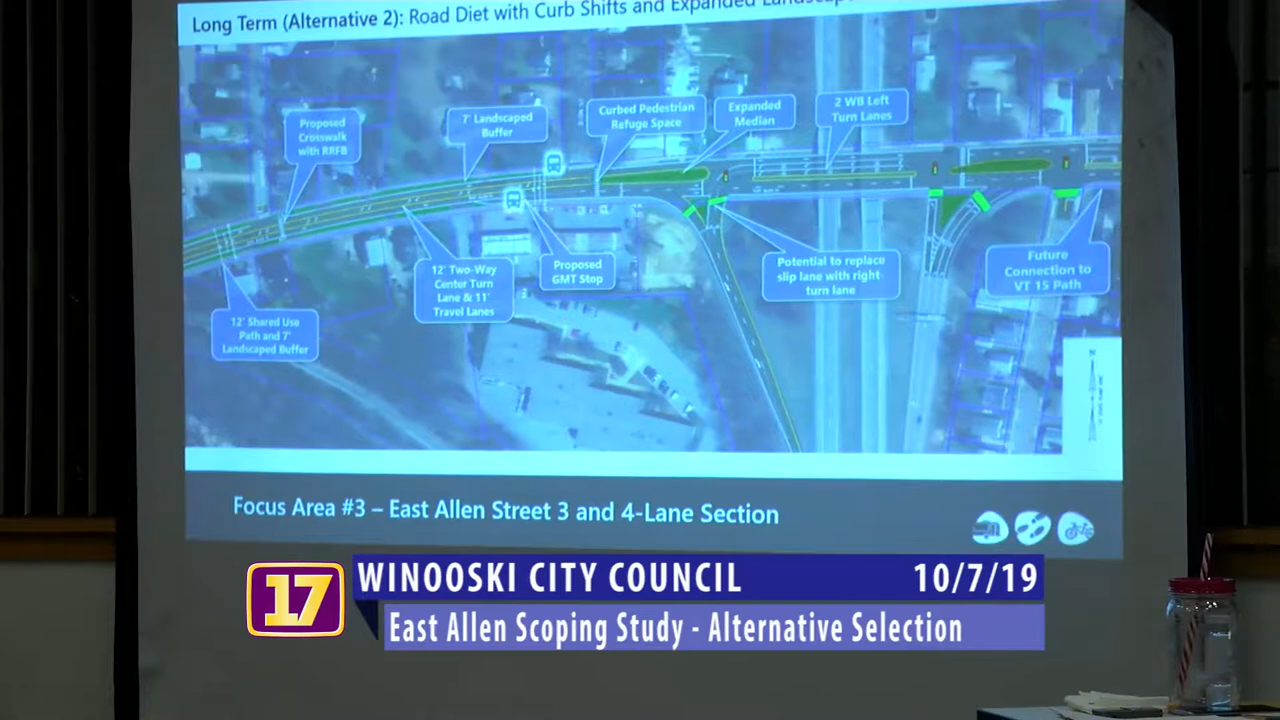 Long Term (Alternative 2): Road Diet with Curb Shifts and Expanded Landscap
Proposed
Crosswalk
with RRFB
7' Landscaped
Buffer
Curbed Pedestrian
Refuge Space
Expanded
Median
2 WB Left
Turn Lanes
12' Shared Use
Path and 7'
Landscaped Buffer
12' Two-Way
Center Turn
Lane & 11'
Travel Lanes
Proposed
GMT Stop
Potential to replace
slip lane with right-
turn lane
Future
Connection to
VT 15 Path
Focus Area #3 – East Allen Street 3 and 4-Lane Section
17
WINOOSKI CITY COUNCIL
10/7/19
East Allen Scoping Study - Alternative Selection